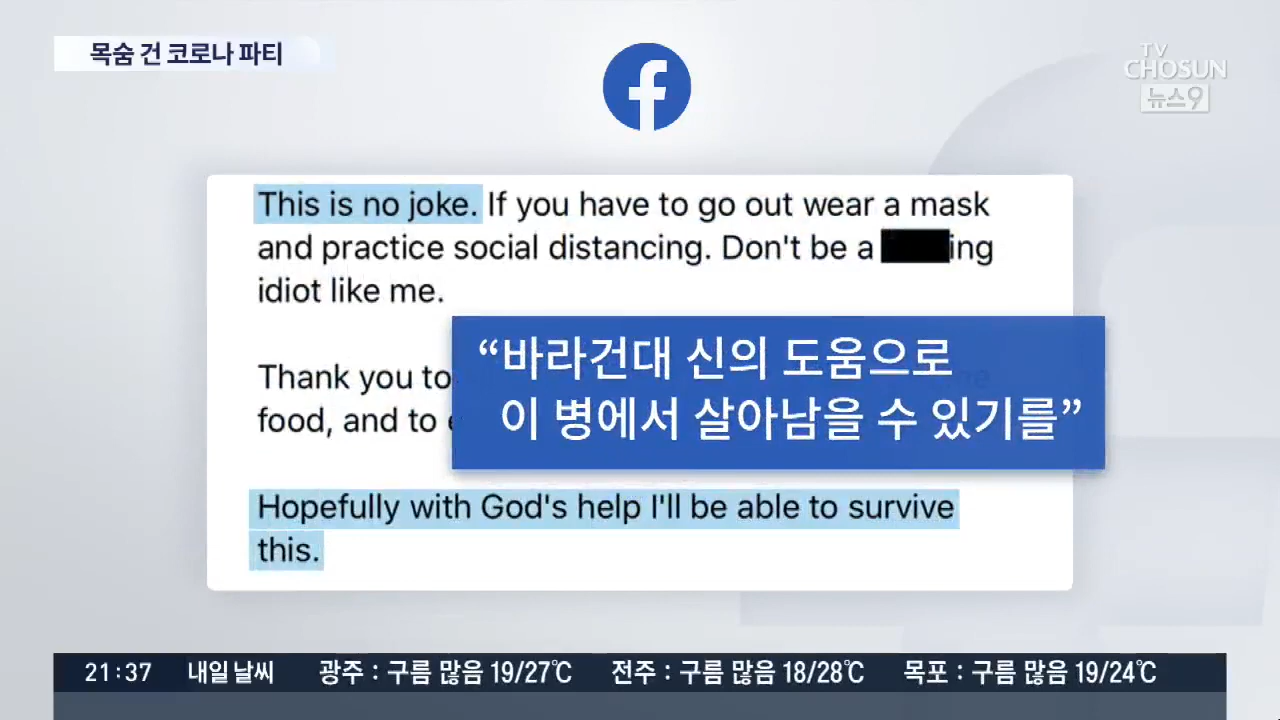 목숨 건 코로나 파티
TV
CHOSUN
뉴스9
This is no joke. If you have to go out wear a mask
and practice social distancing. Don't be a ing
idiot like me.
Thank you to
“바라건대 신의 도움으로
food, and to
이 병에서 살아남을 수 있기를”
Hopefully with God's help I'll be able to survive
this.
21:37 내일 날씨 광주 : 구름 많음 19/27℃ 전주 : 구름 많음 18/28℃ 목포 : 구름 많음 19/24℃